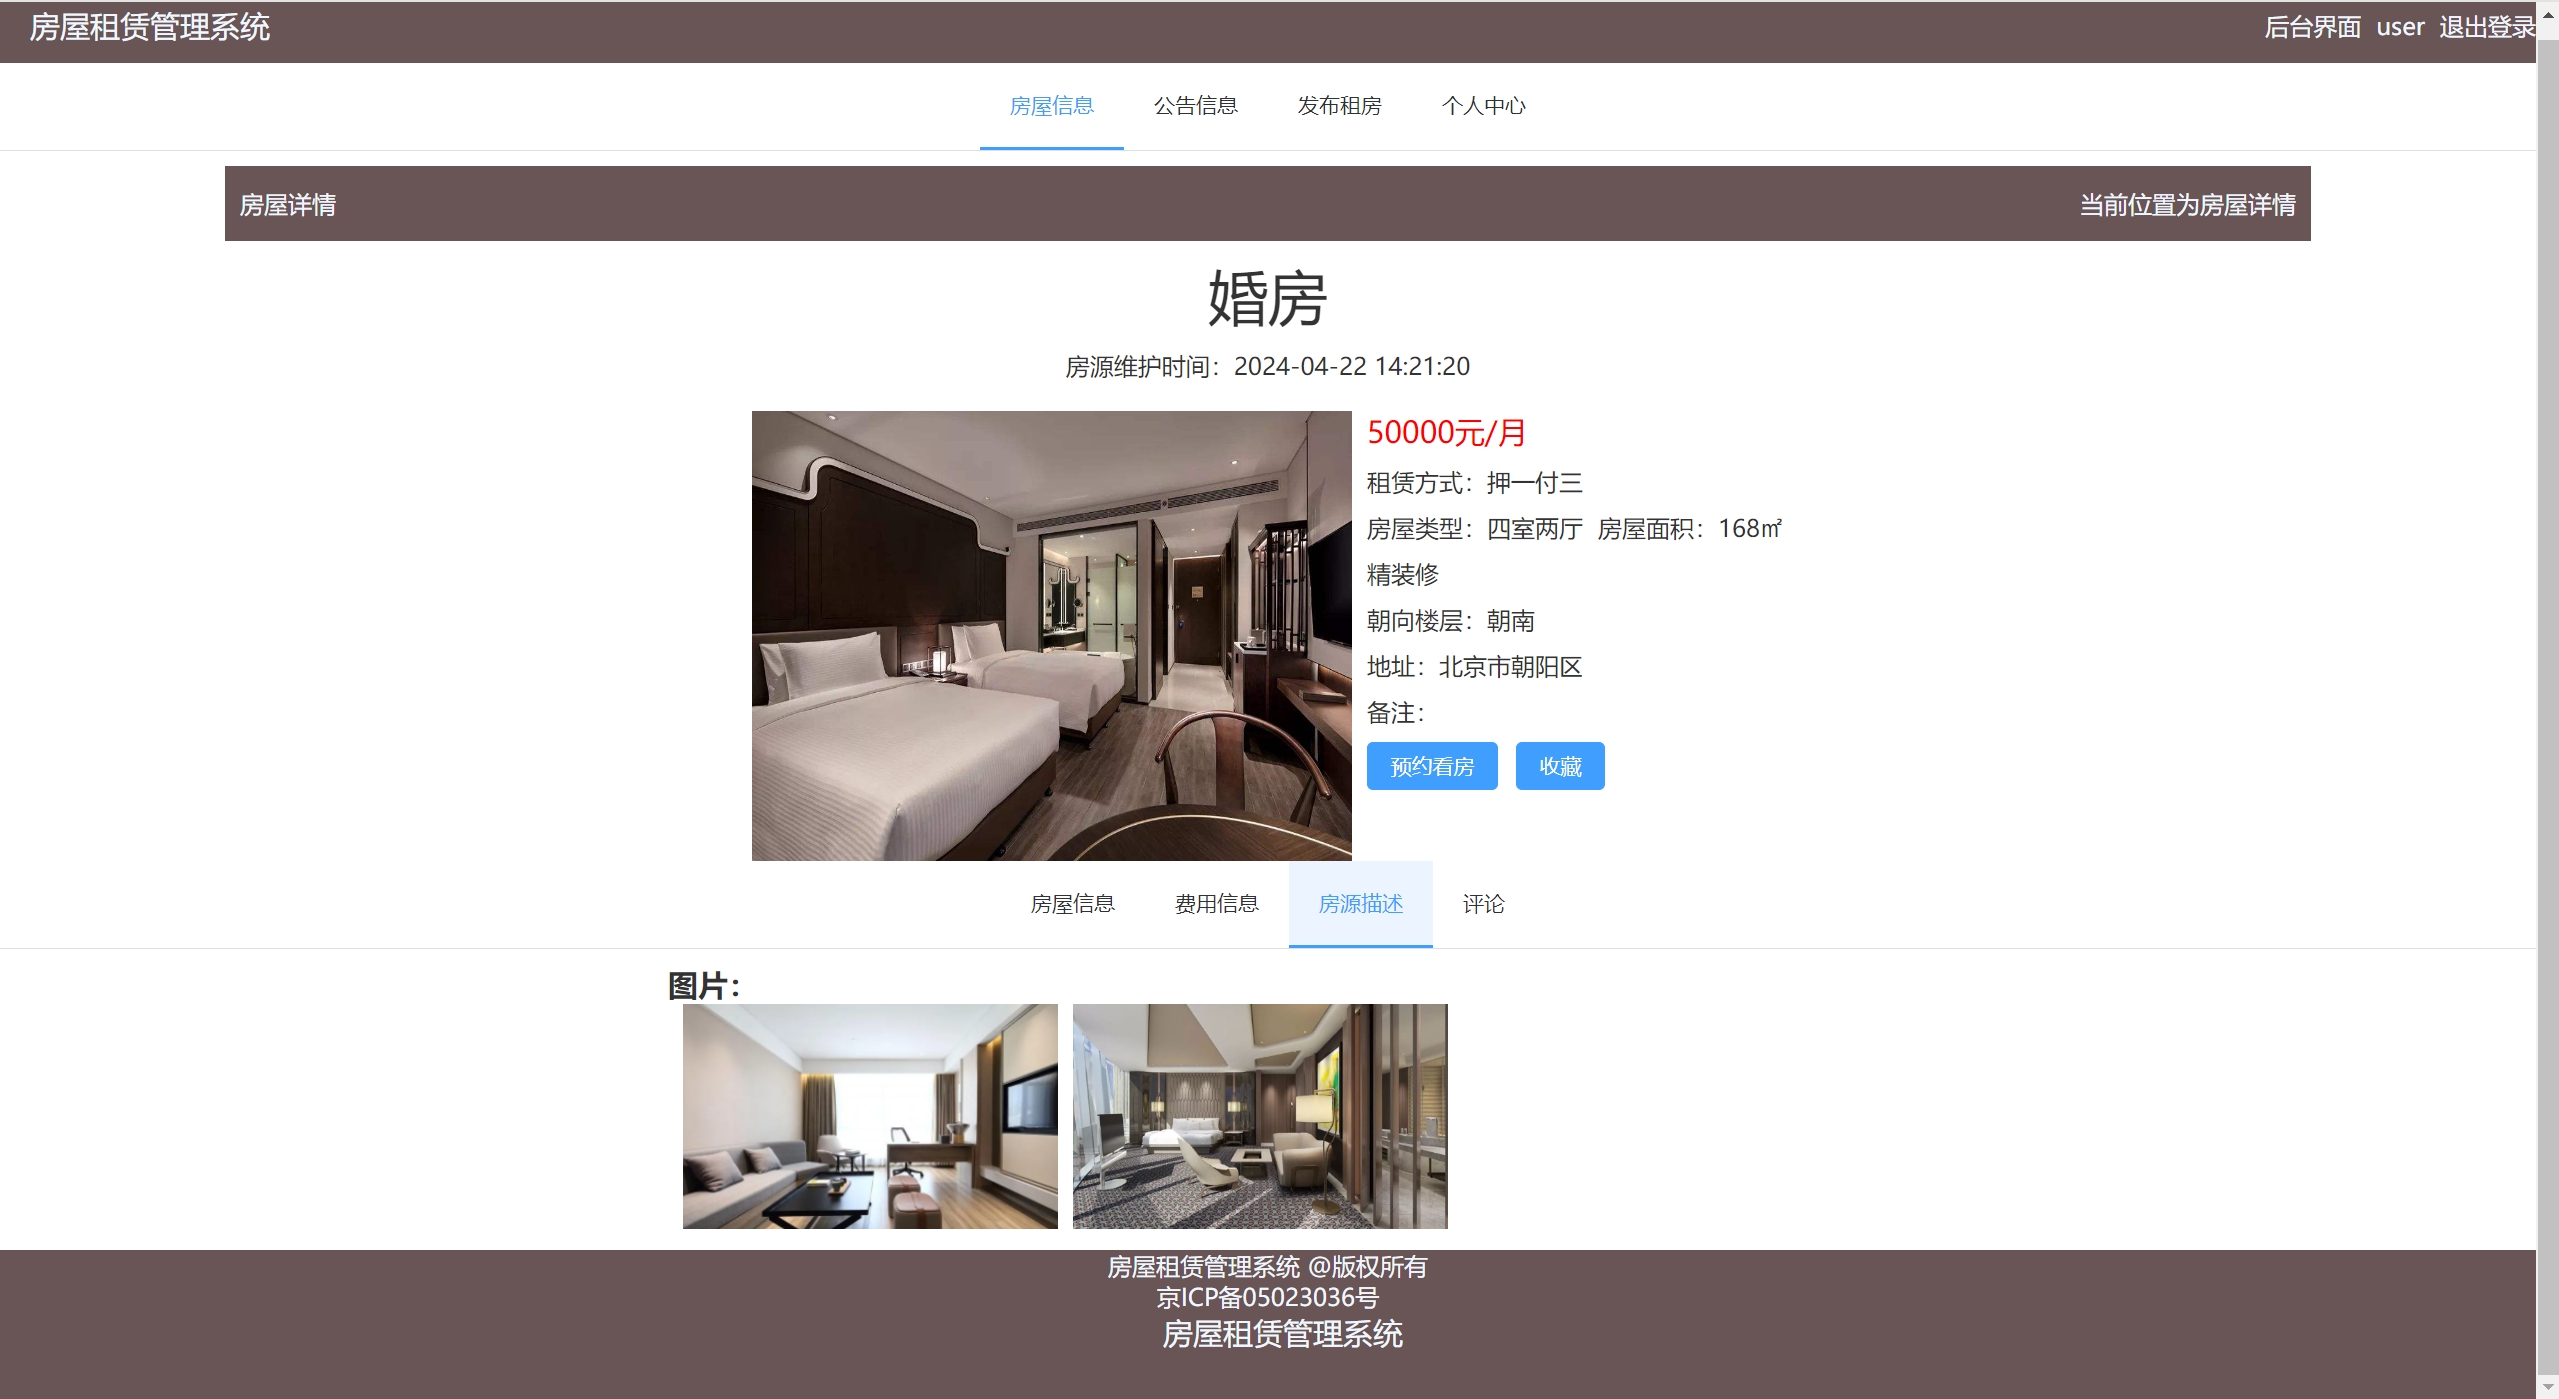 房屋租赁管理系统 后台界面 user 退出登录
房屋信息 公告信息 发布租房 个人中心
房屋详情 当前位置为房屋详情
婚房
房源维护时间：2024-04-22 14:21:20
50000元/月
租赁方式：押一付三
房屋类型：四室两厅 房屋面积：168㎡
精装修
朝向楼层：朝南
地址：北京市朝阳区
备注：
预约看房 收藏
房屋信息 费用信息 房源描述 评论
图片：
房屋租赁管理系统 @版权所有
京ICP备05023036号
房屋租赁管理系统